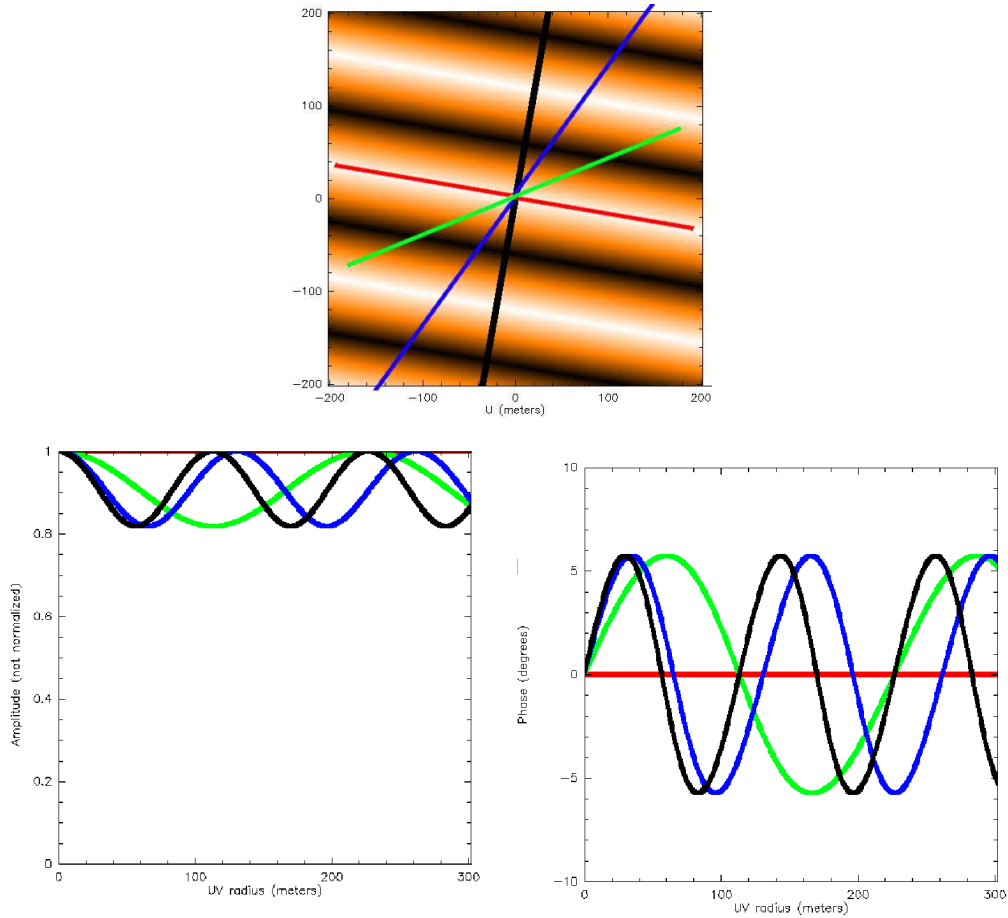 200
100
0
−100
−200
−200 −100 0 100 200
U (meters)
1
0.8
0.6
0.4
0.2
0
Amplitude (not normalized)
0 100 200 300
UV radius (meters)
10
5
0
−5
−10
Phase (degrees)
0 100 200 300
UV radius (meters)